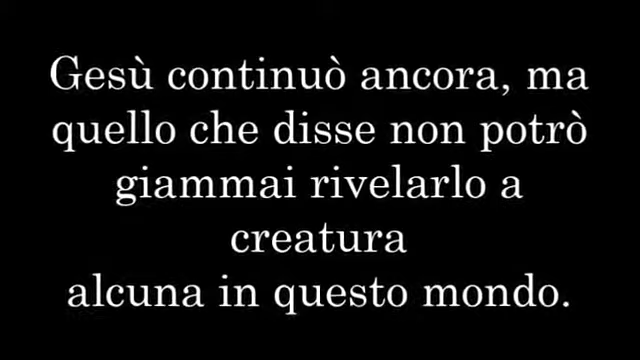 Gesù continuò ancora, ma
quello che disse non potrò
giammai rivelarlo a
creatura
alcuna in questo mondo.